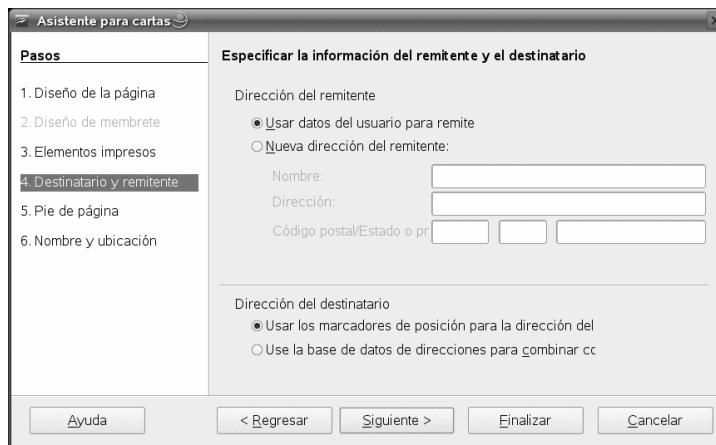 Asistente para cartas
Pasos
1. Diseño de la página
2. Diseño de membrete
3. Elementos impresos
4. Destinatario y remitente
5. Pie de página
6. Nombre y ubicación
Especificar la información del remitente y el destinatario
Dirección del remitente
Usar datos del usuario para remite
Nueva dirección del remitente:
Nombre:
Dirección:
Código postal/Estado o pr
Dirección del destinatario
Usar los marcadores de posición para la dirección del
Use la base de datos de direcciones para combinar cc
Ayuda
< Regresar
Siguiente >
Finalizar
Cancelar